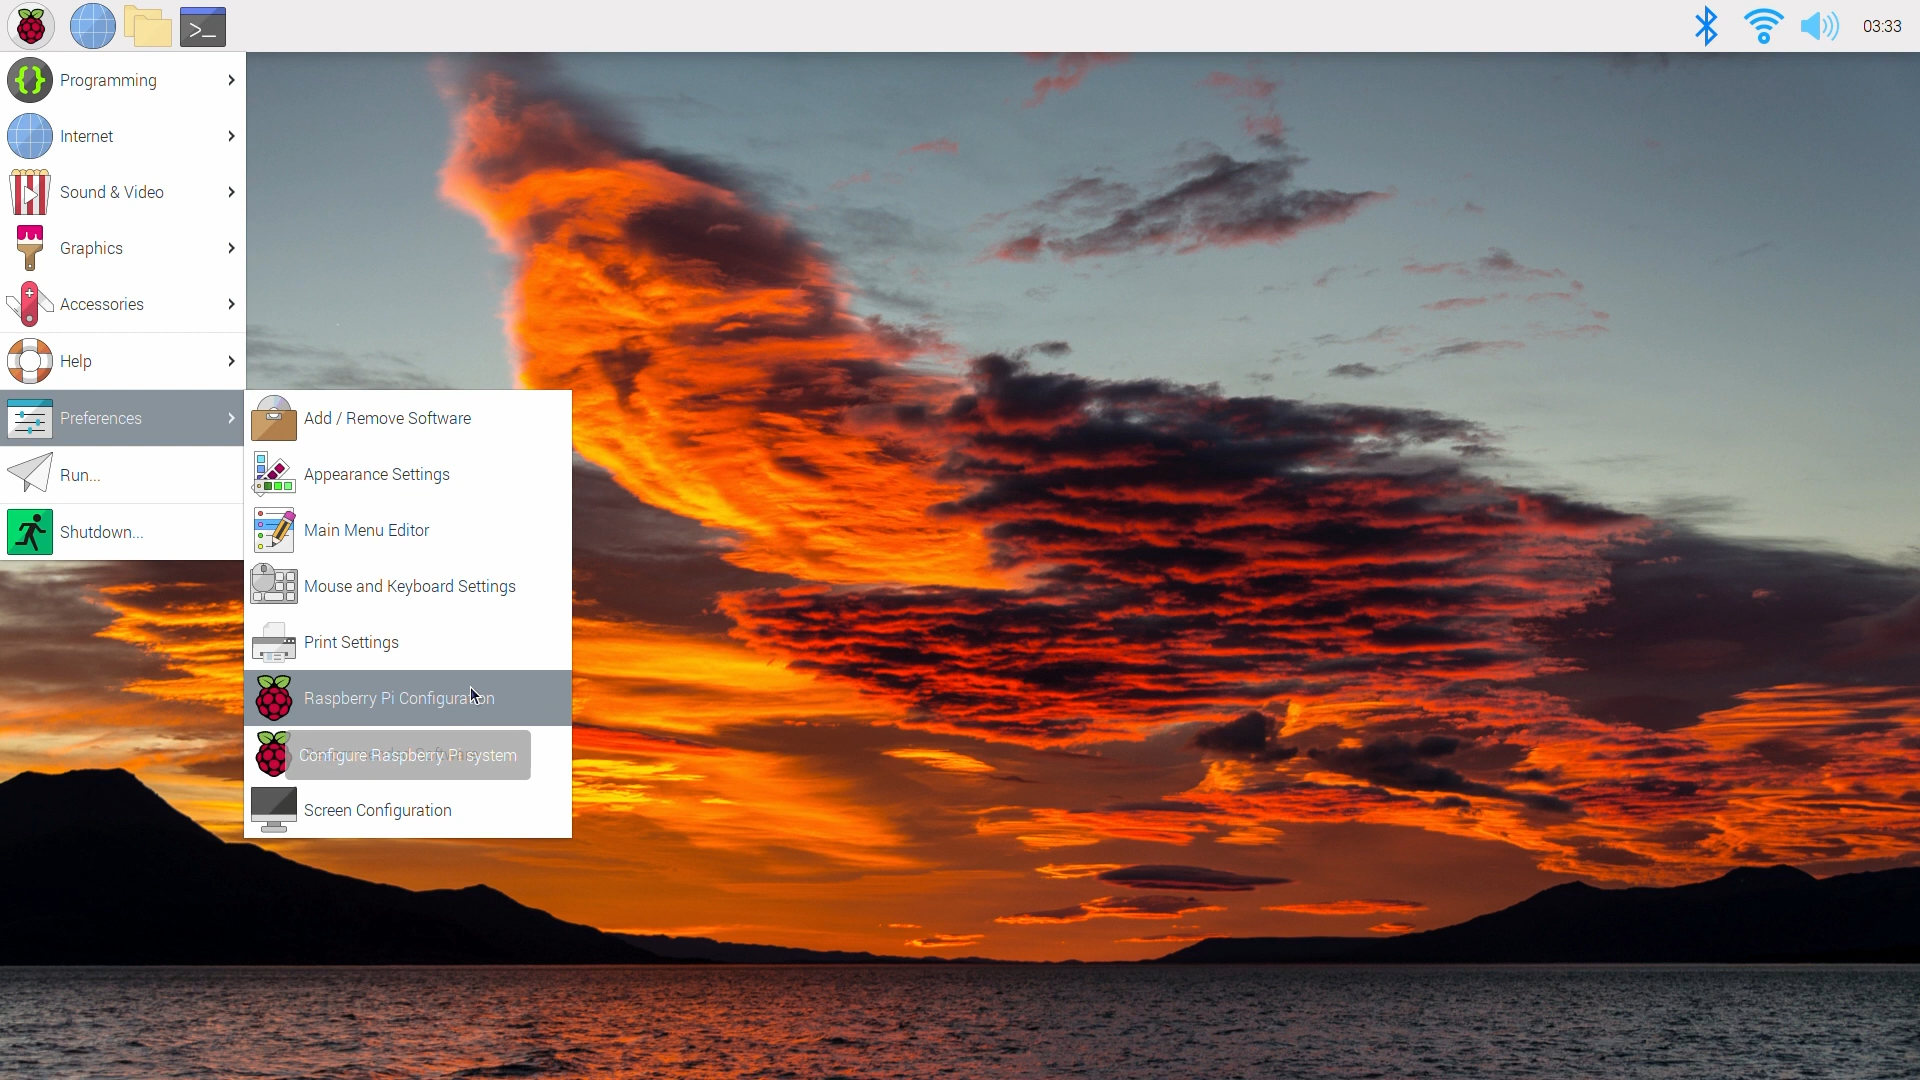 >_
03:33
Programming
Internet
Sound & Video
Graphics
Accessories
Help
Preferences
Run...
Shutdown...
Add / Remove Software
Appearance Settings
Main Menu Editor
Mouse and Keyboard Settings
Print Settings
Raspberry Pi Configuration
Configure Raspberry Pi system
Screen Configuration